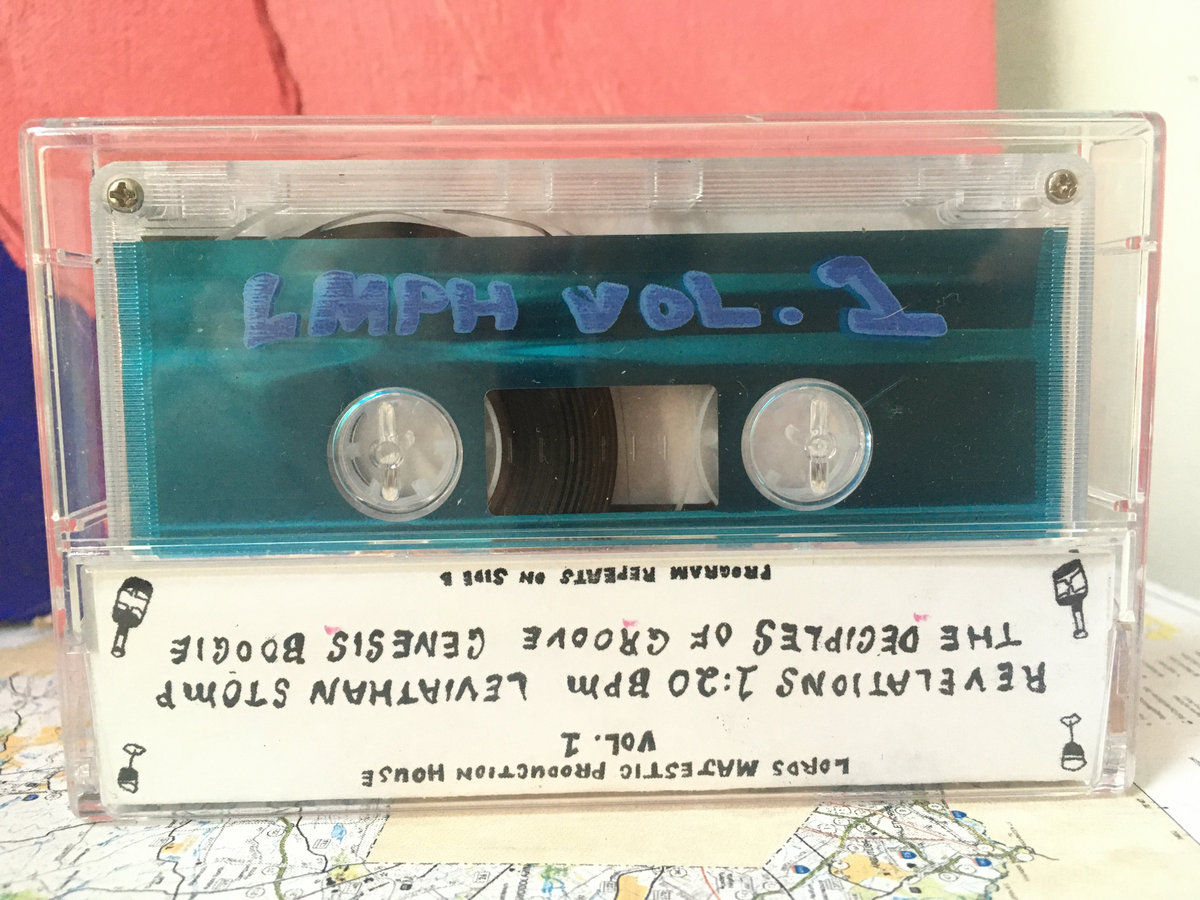 LMPH VOL. 1
LORDS MAJESTIC PRODUCTION HOUSE
VOL. 1
REVELATIONS 1:20 BPM LEVIATHAN STOMP
THE DECIPLES OF GROOVE GENESIS BOOGIE
PROGRAM REPEATS ON SIDE B